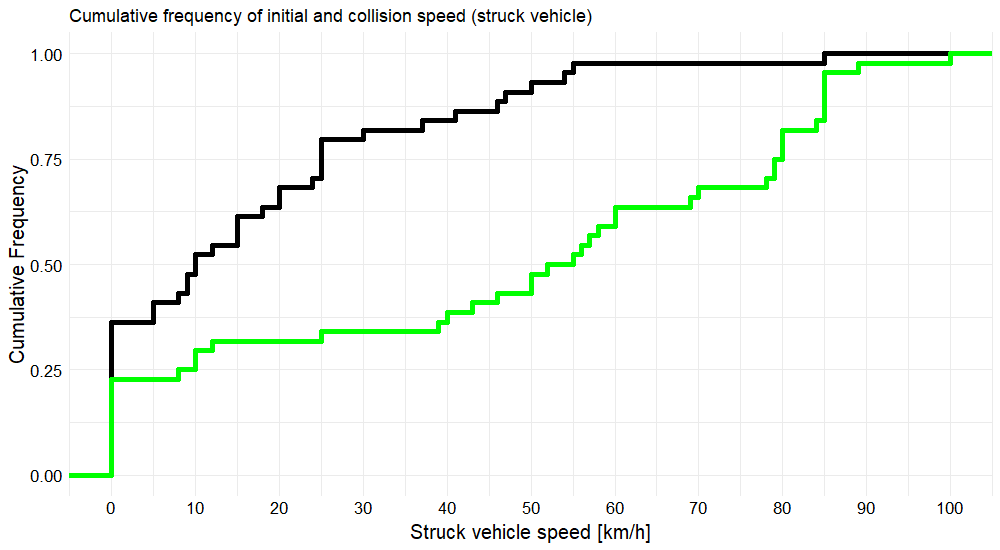 Cumulative frequency of initial and collision speed (struck vehicle)
1.00
0.75
0.50
0.25
0.00
Cumulative Frequency
0 10 20 30 40 50 60 70 80 90 100
Struck vehicle speed [km/h]